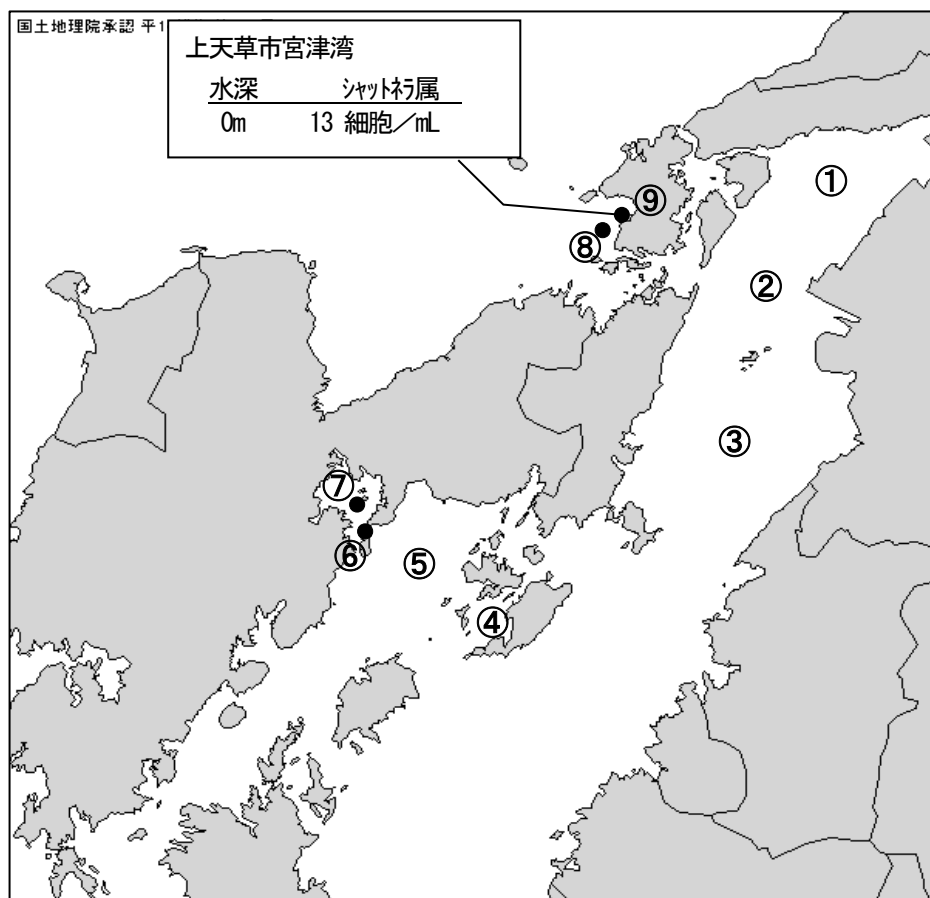 国土地理院承認 平1
上天草市宮津湾
水深 シャットネラ属
0m 13 細胞／mL
①
⑨
⑧
②
③
⑦
⑥
⑤
④